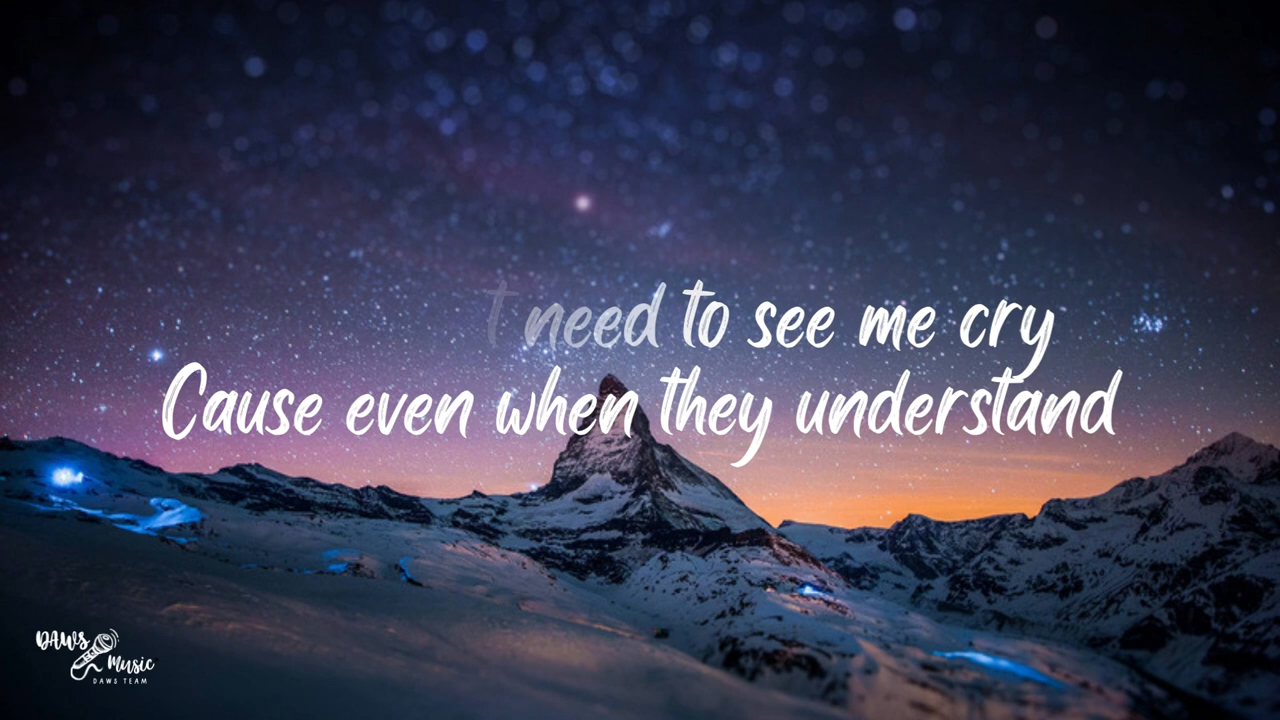 t need to see me cry
Cause even when they understand
DAWS
Music
DAWS TEAM